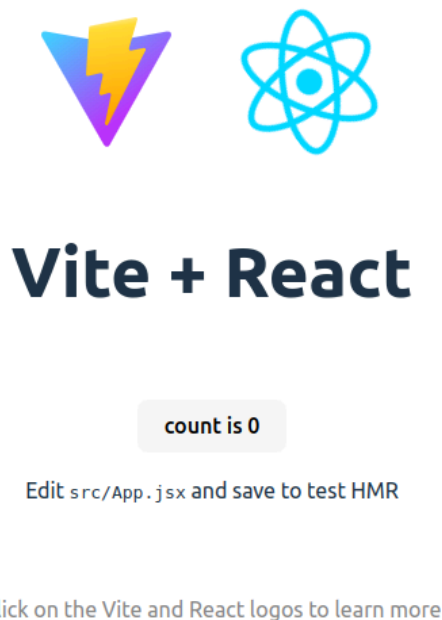 Vite + React
count is 0
Edit src/App.jsx and save to test HMR
on the Vite and React logos to learn more